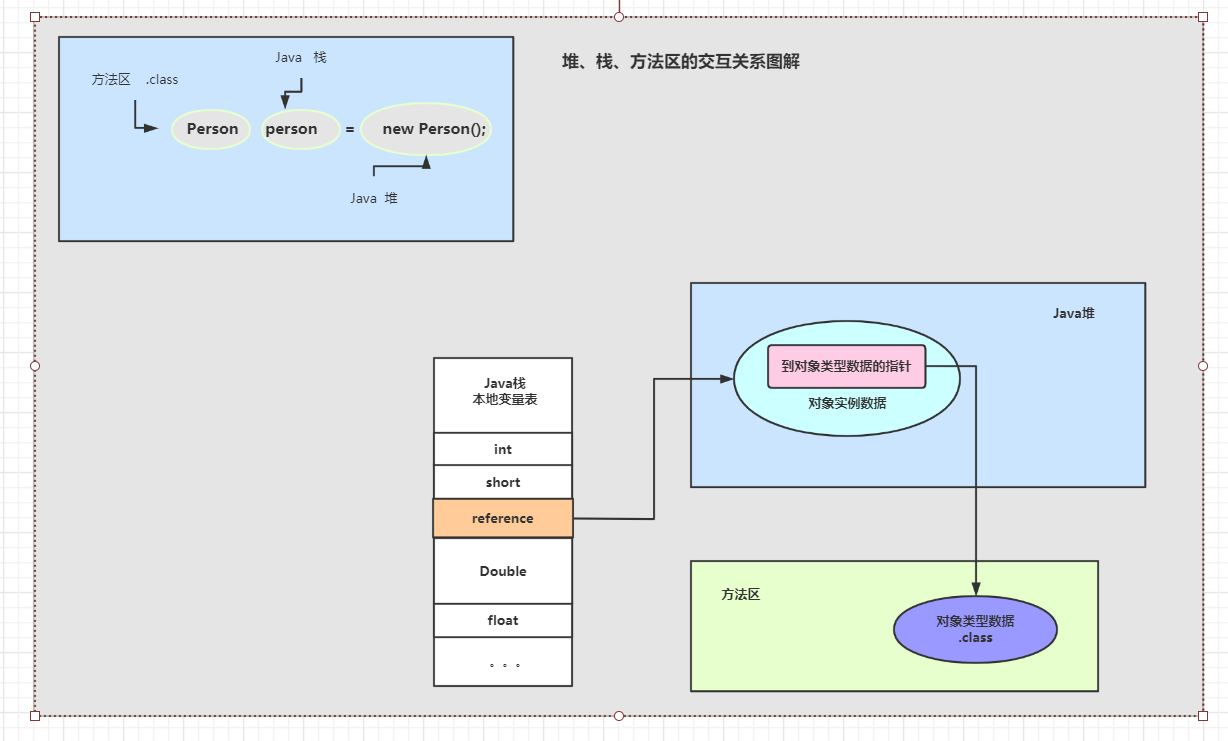 堆、栈、方法区的交互关系图解
Java 栈
方法区 .class
Person person = new Person();
Java 堆
Java堆
到对象类型数据的指针
对象实例数据
Java栈
本地变量表
int
short
reference
Double
float
。。。
方法区
对象类型数据
.class